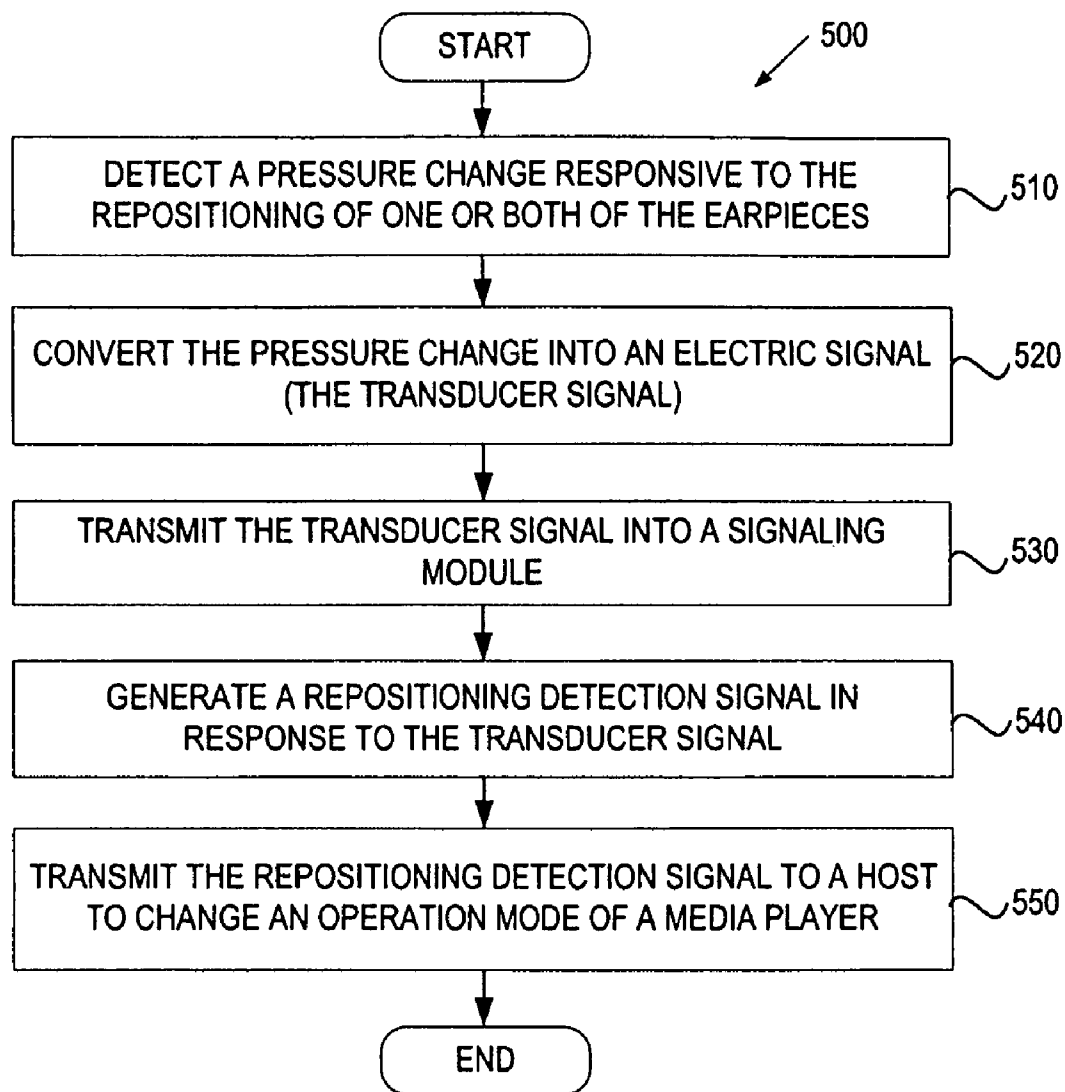 START
500
DETECT A PRESSURE CHANGE RESPONSIVE TO THE
REPOSITIONING OF ONE OR BOTH OF THE EARPIECES
510
CONVERT THE PRESSURE CHANGE INTO AN ELECTRIC SIGNAL
(THE TRANSDUCER SIGNAL)
520
TRANSMIT THE TRANSDUCER SIGNAL INTO A SIGNALING
MODULE
530
GENERATE A REPOSITIONING DETECTION SIGNAL IN
RESPONSE TO THE TRANSDUCER SIGNAL
540
TRANSMIT THE REPOSITIONING DETECTION SIGNAL TO A HOST
TO CHANGE AN OPERATION MODE OF A MEDIA PLAYER
550
END